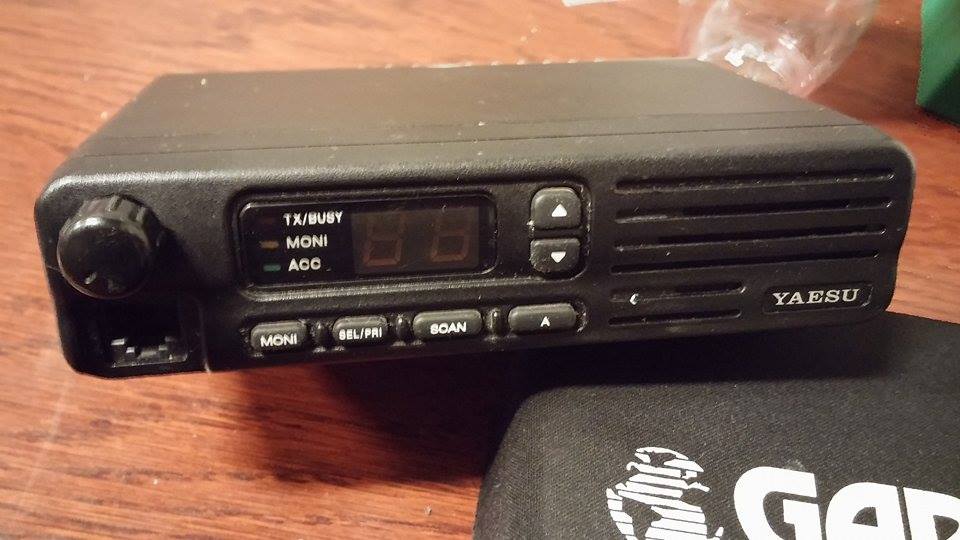 TX/BUSY
MONI
ACC
MONI
SEL/PRI
SCAN
A
YAESU